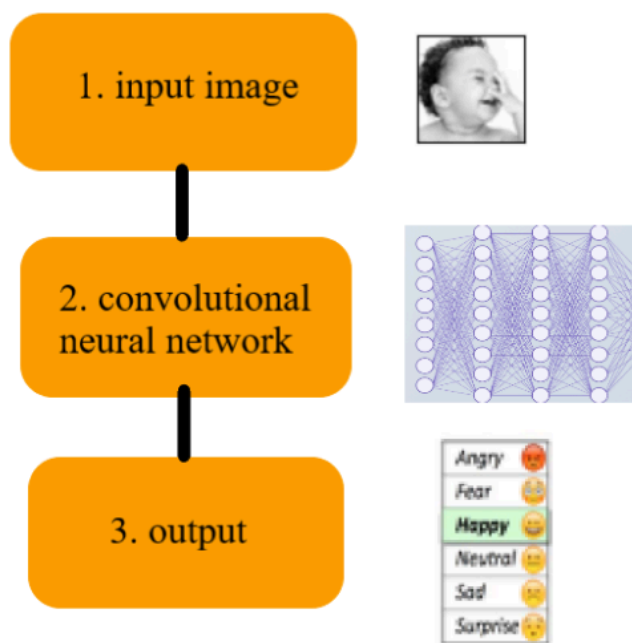 1. input image
2. convolutional
neural network
3. output
Angry
Fear
Happy
Neutral
Sad
Surprise